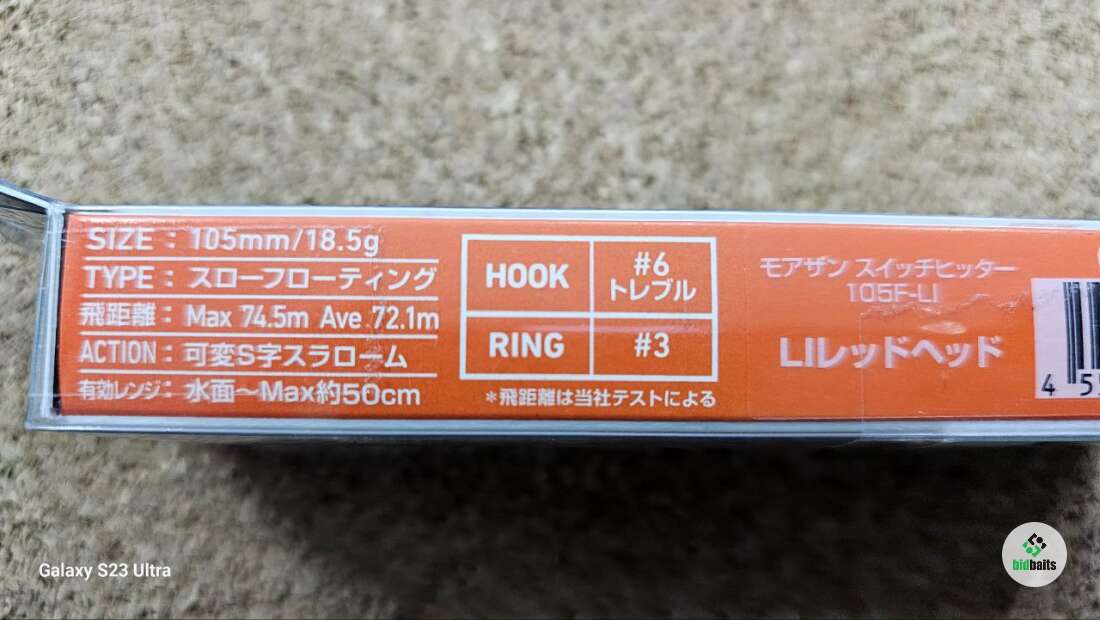 SIZE : 105mm/18.5g
TYPE : スローフローティング
飛距離 : Max 74.5m Ave 72.1m
ACTION : 可変S字スラローム
有効レンジ : 水面～Max約50cm
HOOK
#6
トレブル
RING
#3
*飛距離は当社テストによる
モアザン スイッチヒッター
105F-LI
LIレッドヘッド
4 5
Galaxy S23 Ultra
bidbaits